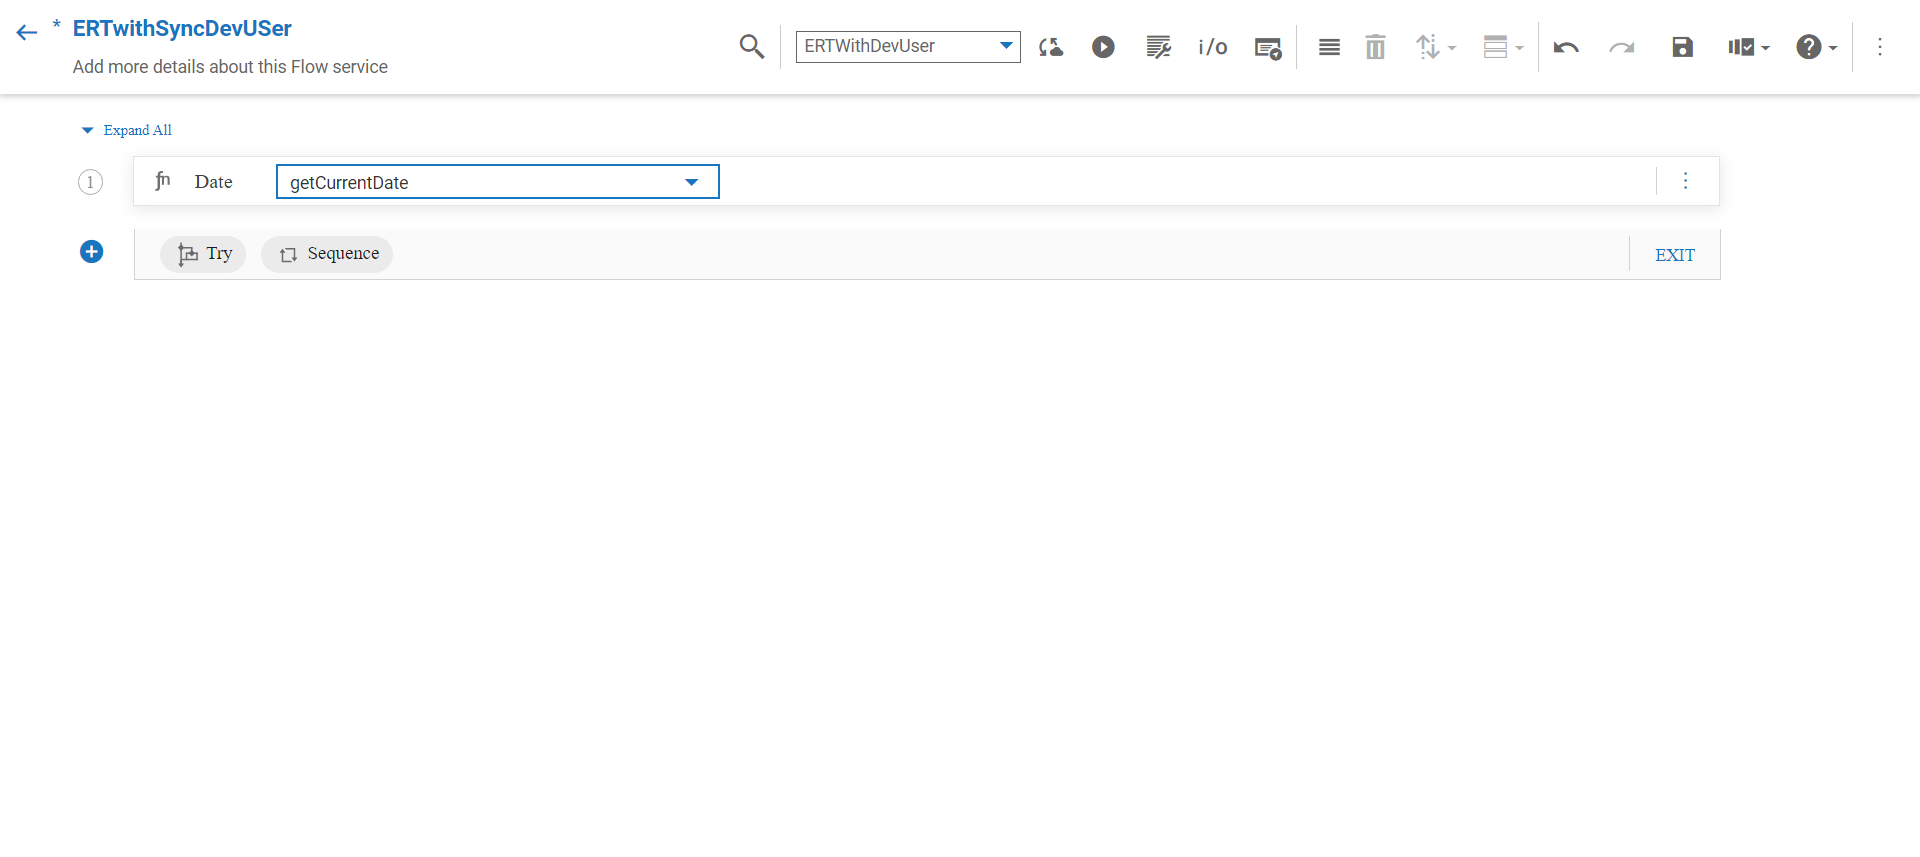 * ERTwithSyncDevUSer
Add more details about this Flow service
ERTWithDevUser
i/o
Expand All
1 fn Date getCurrentDate
Try Sequence EXIT